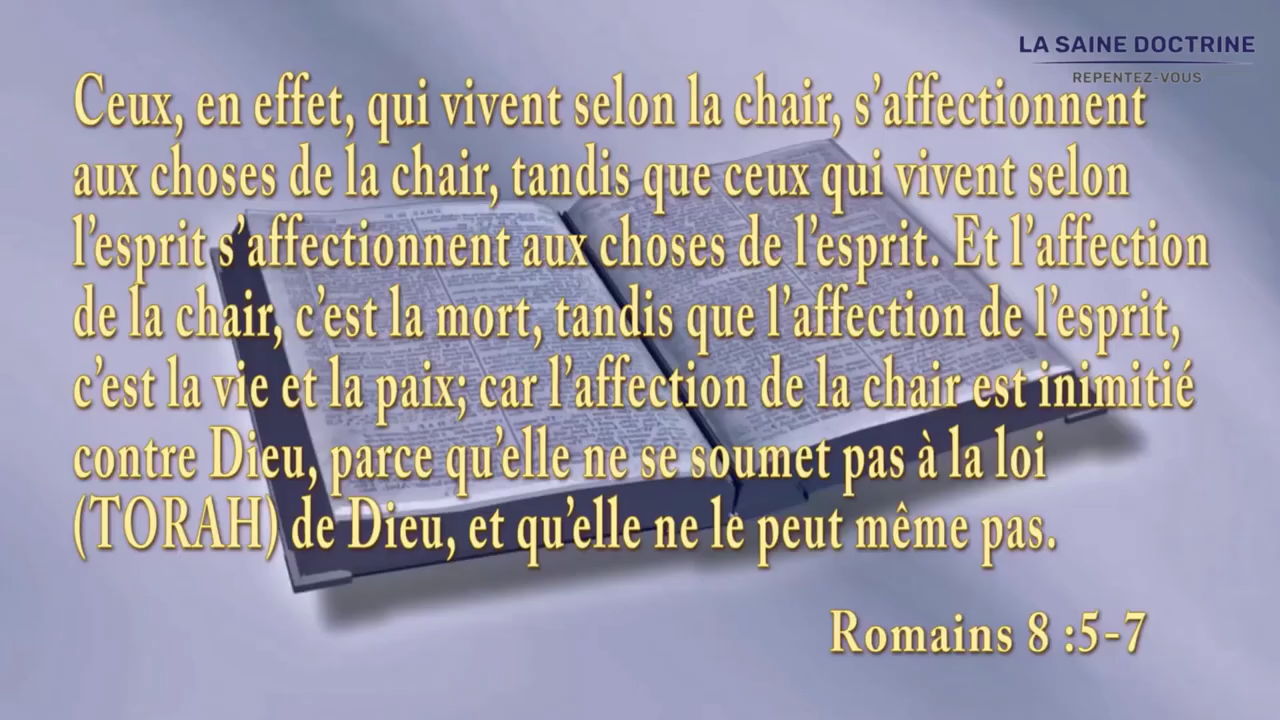 LA SAINE DOCTRINE
REPENTEZ-VOUS
Ceux, en effet, qui vivent selon la chair, s’affectionnent
aux choses de la chair, tandis que ceux qui vivent selon
l’esprit s’affectionnent aux choses de l’esprit. Et l’affection
de la chair, c’est la mort, tandis que l’affection de l’esprit,
c’est la vie et la paix; car l’affection de la chair est inimitié
contre Dieu, parce qu’elle ne se soumet pas à la loi
(TORAH) de Dieu, et qu’elle ne le peut même pas.
Romains 8 :5-7